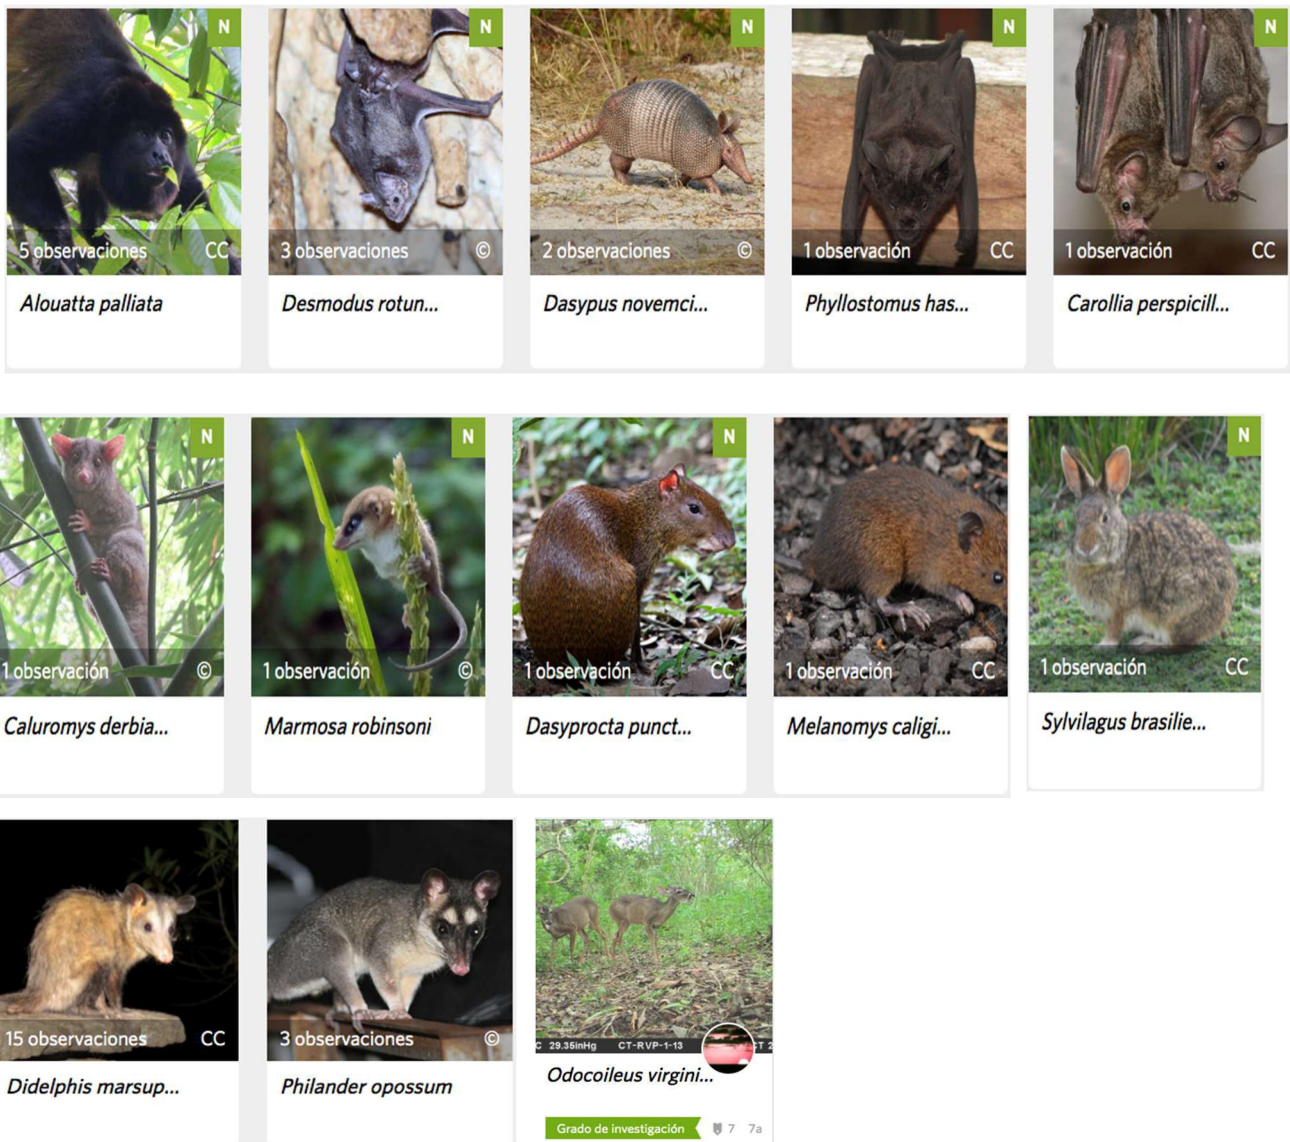 N N N N N
5 observaciones CC 3 observaciones © 2 observaciones © 1 observación CC 1 observación CC
Alouatta palliata Desmodus rotun... Dasypus novemci... Phyllostomus has... Carollia perspicill...
N N N N
1 observación © 1 observación © 1 observación CC 1 observación CC 1 observación CC
Caluromys derbia... Marmosa robinsoni Dasyprocta punct... Melanomys caligi... Sylvilagus brasilie...
15 observaciones CC 3 observaciones © C 29.35inHg CT-RVP-1-13 CT 2
Didelphis marsup... Philander opossum Odocoileus virgini...
Grado de investigación 7 7a